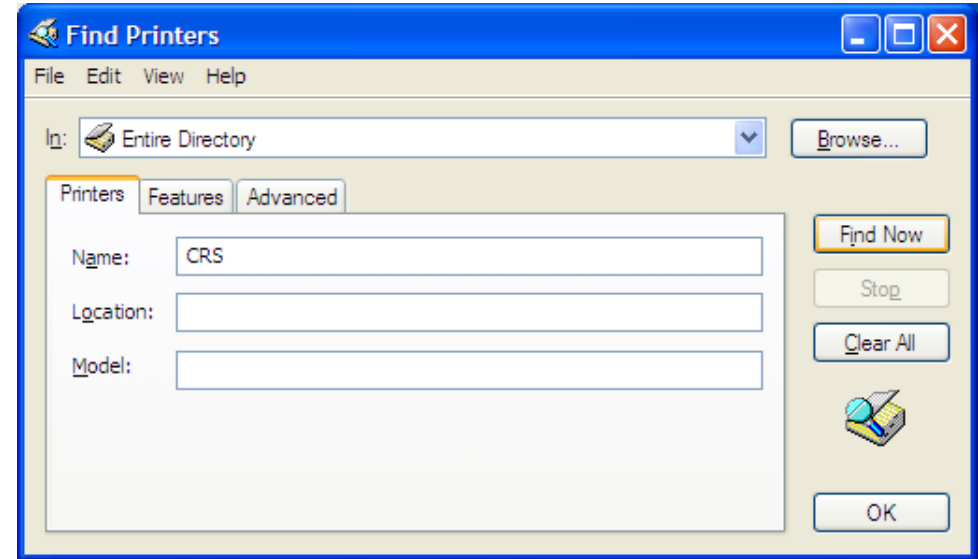 Find Printers
File Edit View Help
In: Entire Directory Browse...
Printers Features Advanced
Name: CRS Find Now
Stop
Location:
Clear All
Model:
OK